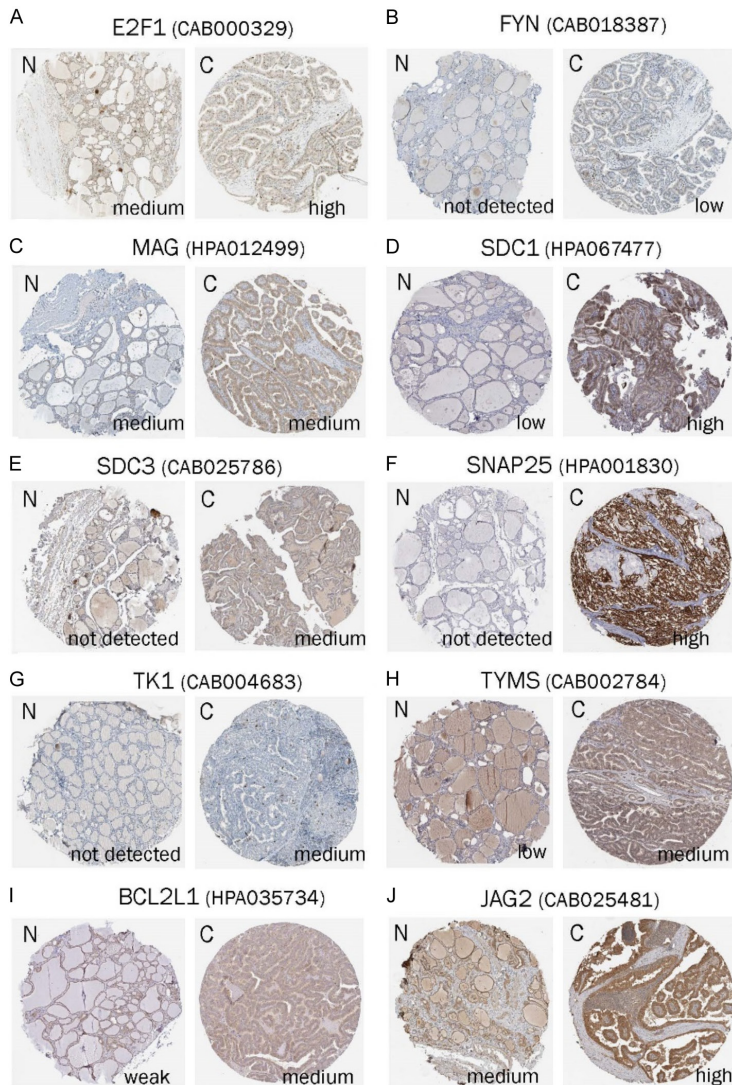 A
E2F1 (CAB000329)
N
C
medium
high
B
FYN (CAB018387)
N
C
not detected
low
C
MAG (HPA012499)
N
C
medium
medium
D
SDC1 (HPA067477)
N
C
low
high
E
SDC3 (CAB025786)
N
C
not detected
medium
F
SNAP25 (HPA001830)
N
C
not detected
high
G
TK1 (CAB004683)
N
C
not detected
medium
H
TYMS (CAB002784)
N
C
low
medium
I
BCL2L1 (HPA035734)
N
C
weak
medium
J
JAG2 (CAB025481)
N
C
medium
high